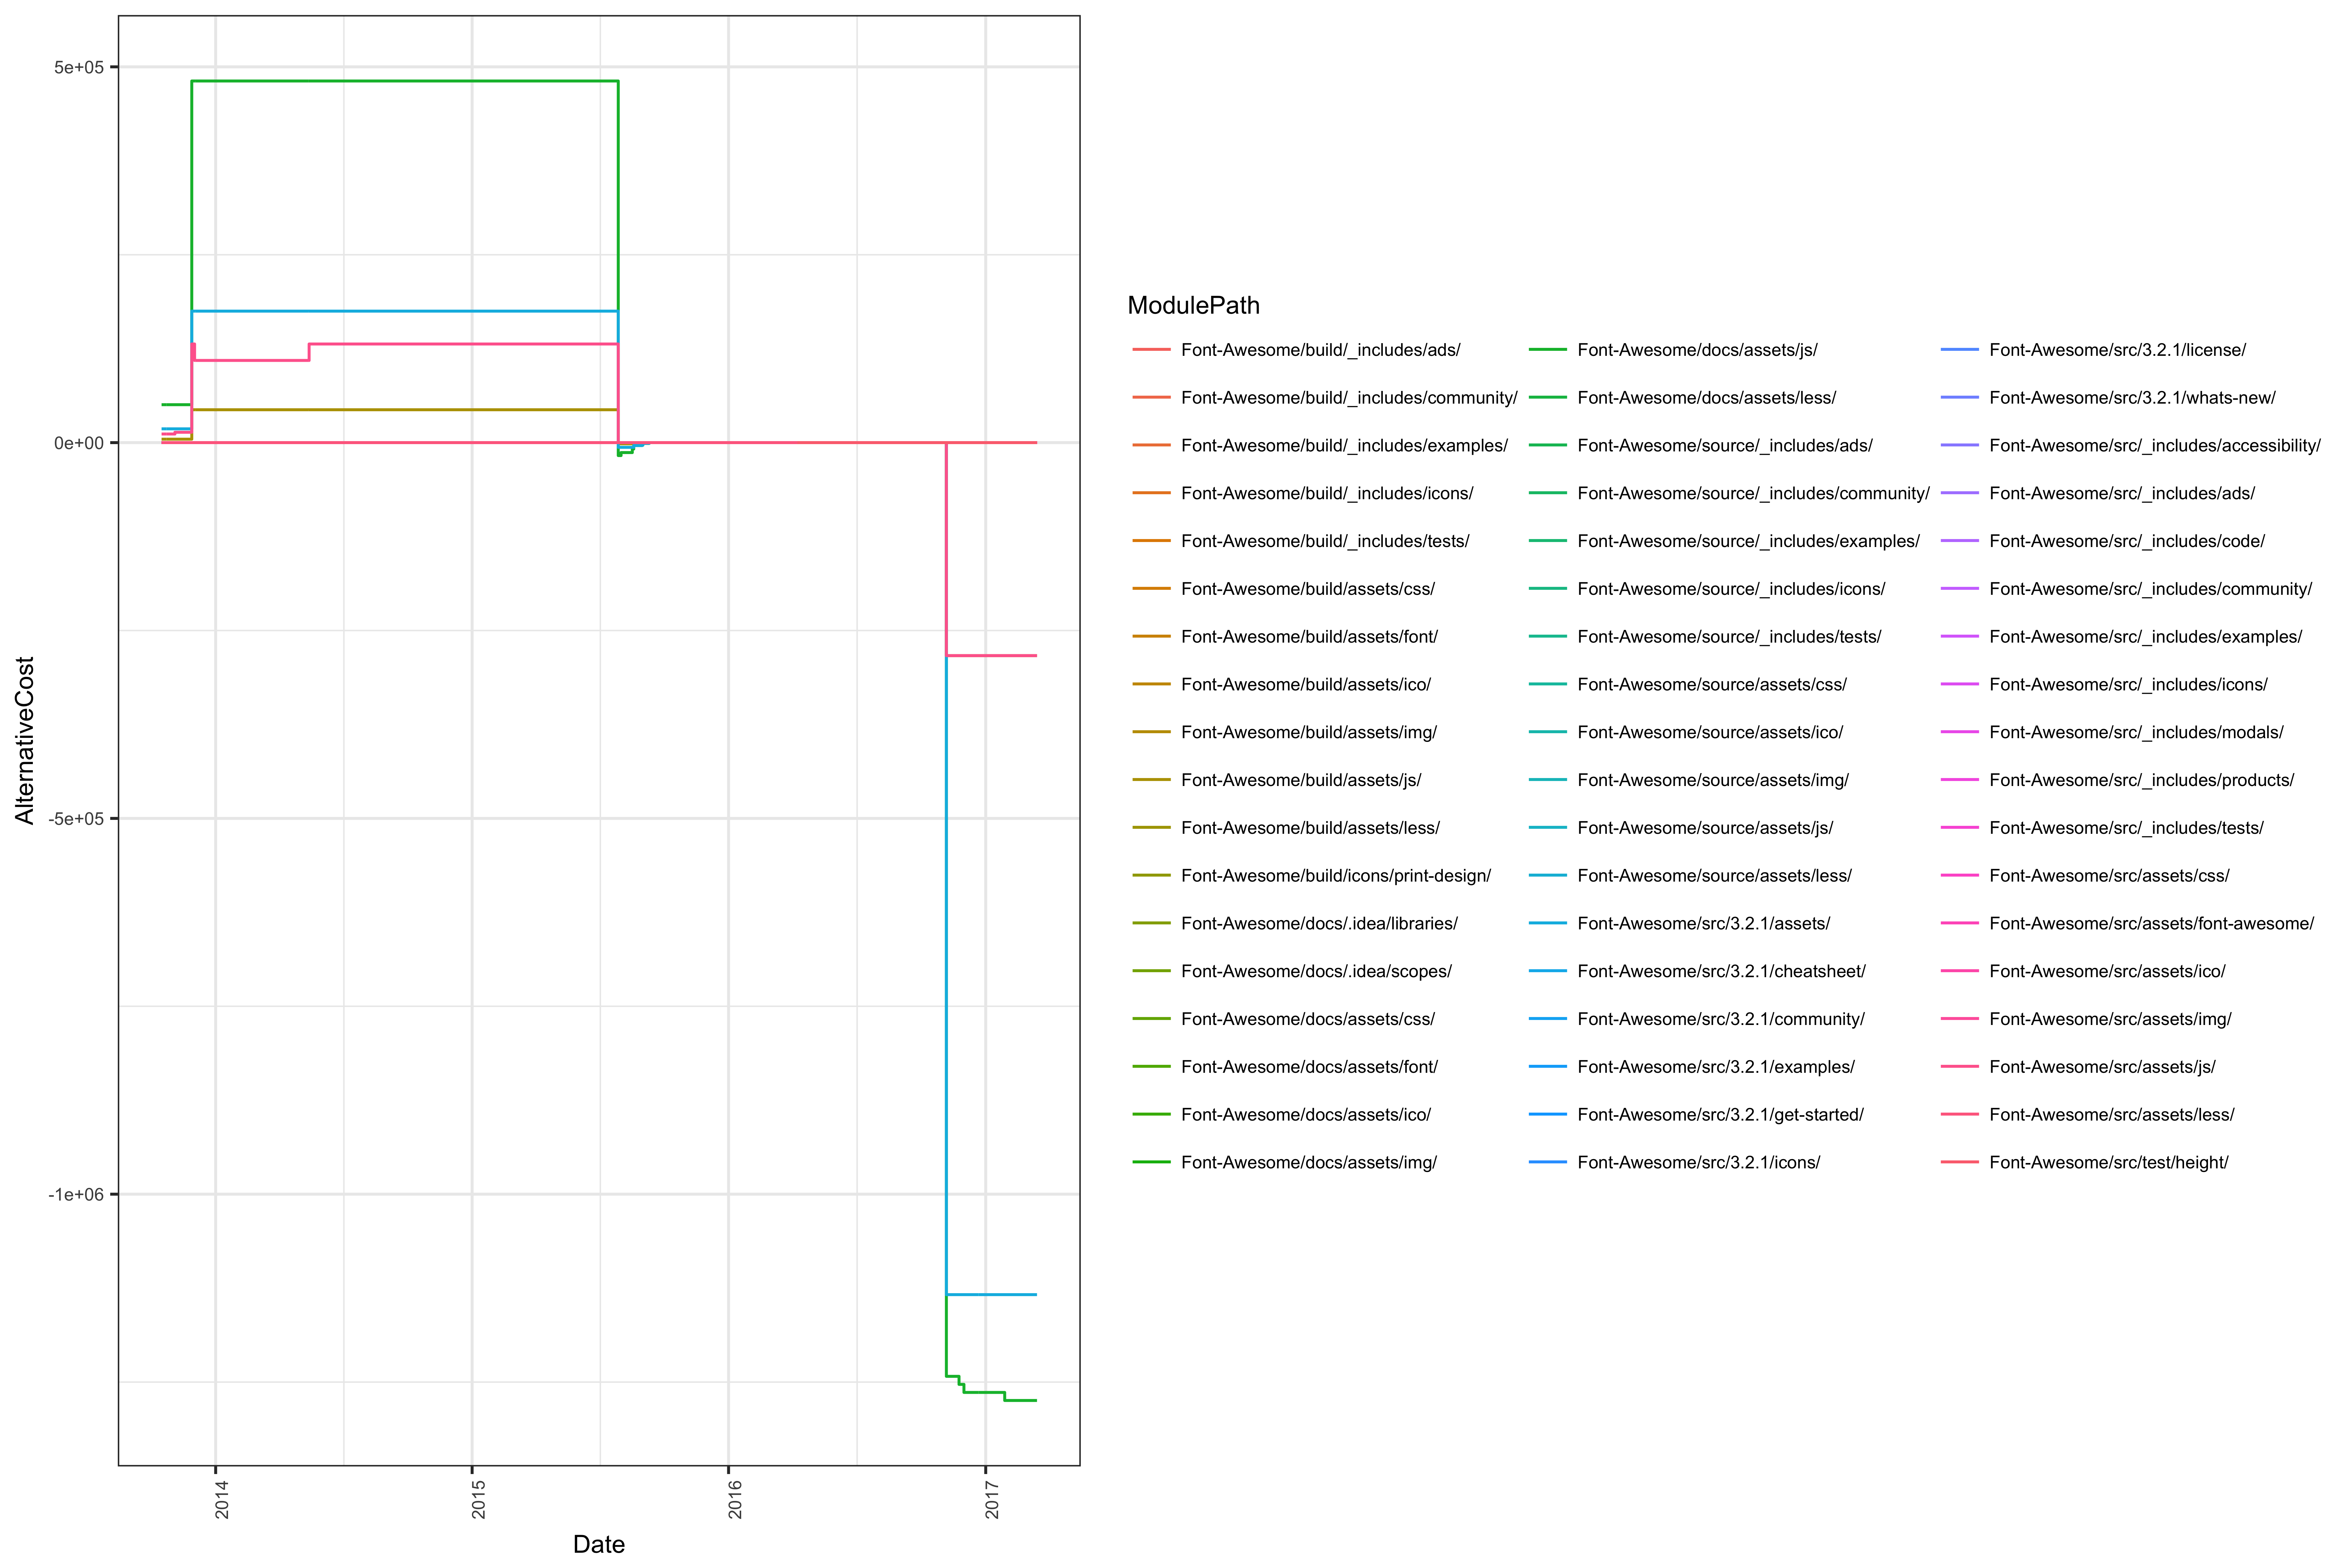 5e+05
0e+00
-5e+05
-1e+06
AlternativeCost
2014
2015
2016
2017
Date
ModulePath
Font-Awesome/build/_includes/ads/
Font-Awesome/build/_includes/community/
Font-Awesome/build/_includes/examples/
Font-Awesome/build/_includes/icons/
Font-Awesome/build/_includes/tests/
Font-Awesome/build/assets/css/
Font-Awesome/build/assets/font/
Font-Awesome/build/assets/ico/
Font-Awesome/build/assets/img/
Font-Awesome/build/assets/js/
Font-Awesome/build/assets/less/
Font-Awesome/build/icons/print-design/
Font-Awesome/docs/.idea/libraries/
Font-Awesome/docs/.idea/scopes/
Font-Awesome/docs/assets/css/
Font-Awesome/docs/assets/font/
Font-Awesome/docs/assets/ico/
Font-Awesome/docs/assets/img/
Font-Awesome/docs/assets/js/
Font-Awesome/docs/assets/less/
Font-Awesome/source/_includes/ads/
Font-Awesome/source/_includes/community/
Font-Awesome/source/_includes/examples/
Font-Awesome/source/_includes/icons/
Font-Awesome/source/_includes/tests/
Font-Awesome/source/assets/css/
Font-Awesome/source/assets/ico/
Font-Awesome/source/assets/img/
Font-Awesome/source/assets/js/
Font-Awesome/source/assets/less/
Font-Awesome/src/3.2.1/assets/
Font-Awesome/src/3.2.1/cheatsheet/
Font-Awesome/src/3.2.1/community/
Font-Awesome/src/3.2.1/examples/
Font-Awesome/src/3.2.1/get-started/
Font-Awesome/src/3.2.1/icons/
Font-Awesome/src/3.2.1/license/
Font-Awesome/src/3.2.1/whats-new/
Font-Awesome/src/_includes/accessibility/
Font-Awesome/src/_includes/ads/
Font-Awesome/src/_includes/code/
Font-Awesome/src/_includes/community/
Font-Awesome/src/_includes/examples/
Font-Awesome/src/_includes/icons/
Font-Awesome/src/_includes/modals/
Font-Awesome/src/_includes/products/
Font-Awesome/src/_includes/tests/
Font-Awesome/src/assets/css/
Font-Awesome/src/assets/font-awesome/
Font-Awesome/src/assets/ico/
Font-Awesome/src/assets/img/
Font-Awesome/src/assets/js/
Font-Awesome/src/assets/less/
Font-Awesome/src/test/height/